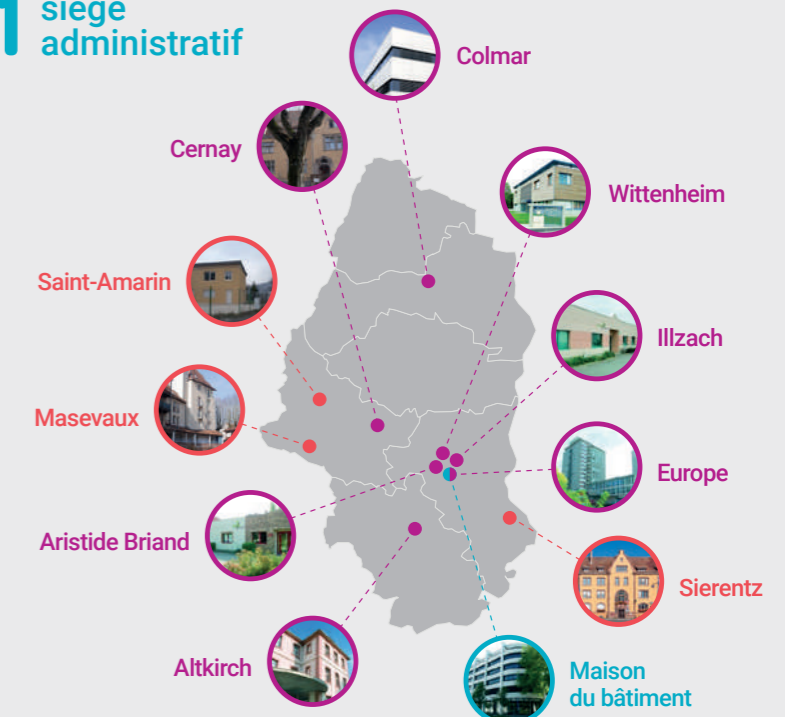 1 siège
administratif
Colmar
Cernay
Wittenheim
Saint-Amarin
Illzach
Masevaux
Europe
Aristide Briand
Sierentz
Altkirch
Maison
du bâtiment